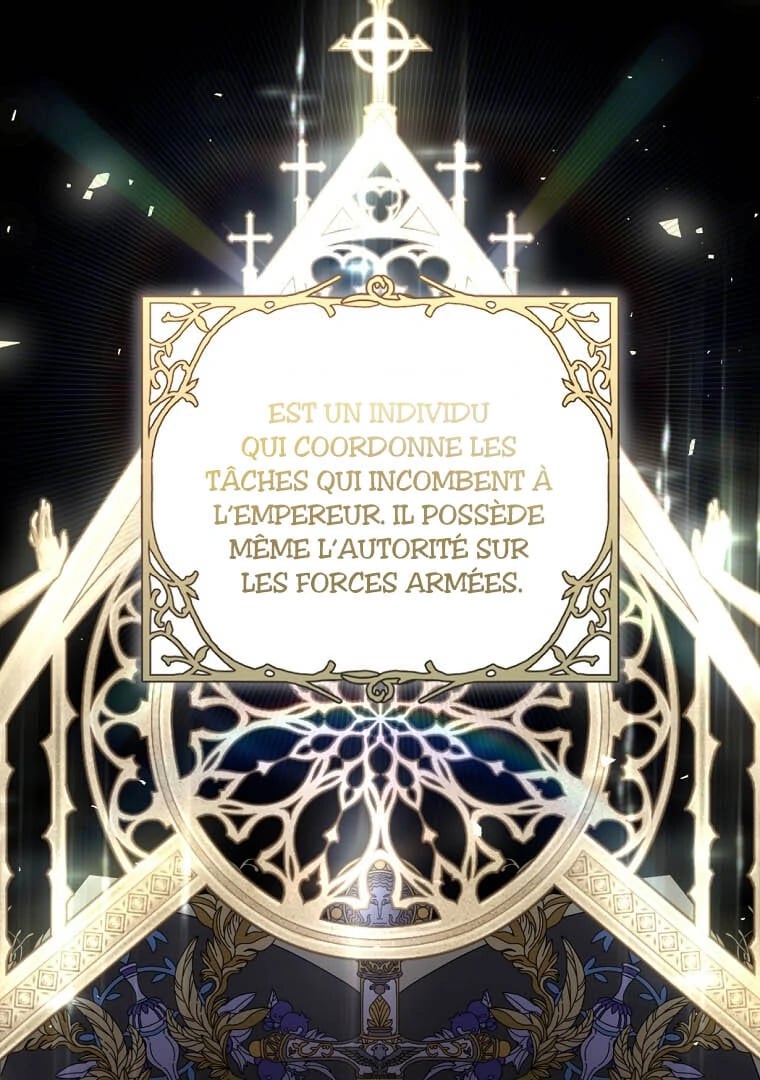 EST UN INDIVIDU
QUI COORDONNE LES
TÂCHES QUI INCOMBENT À
L'EMPEREUR. IL POSSÈDE
MÊME L'AUTORITÉ SUR
LES FORCES ARMÉES.